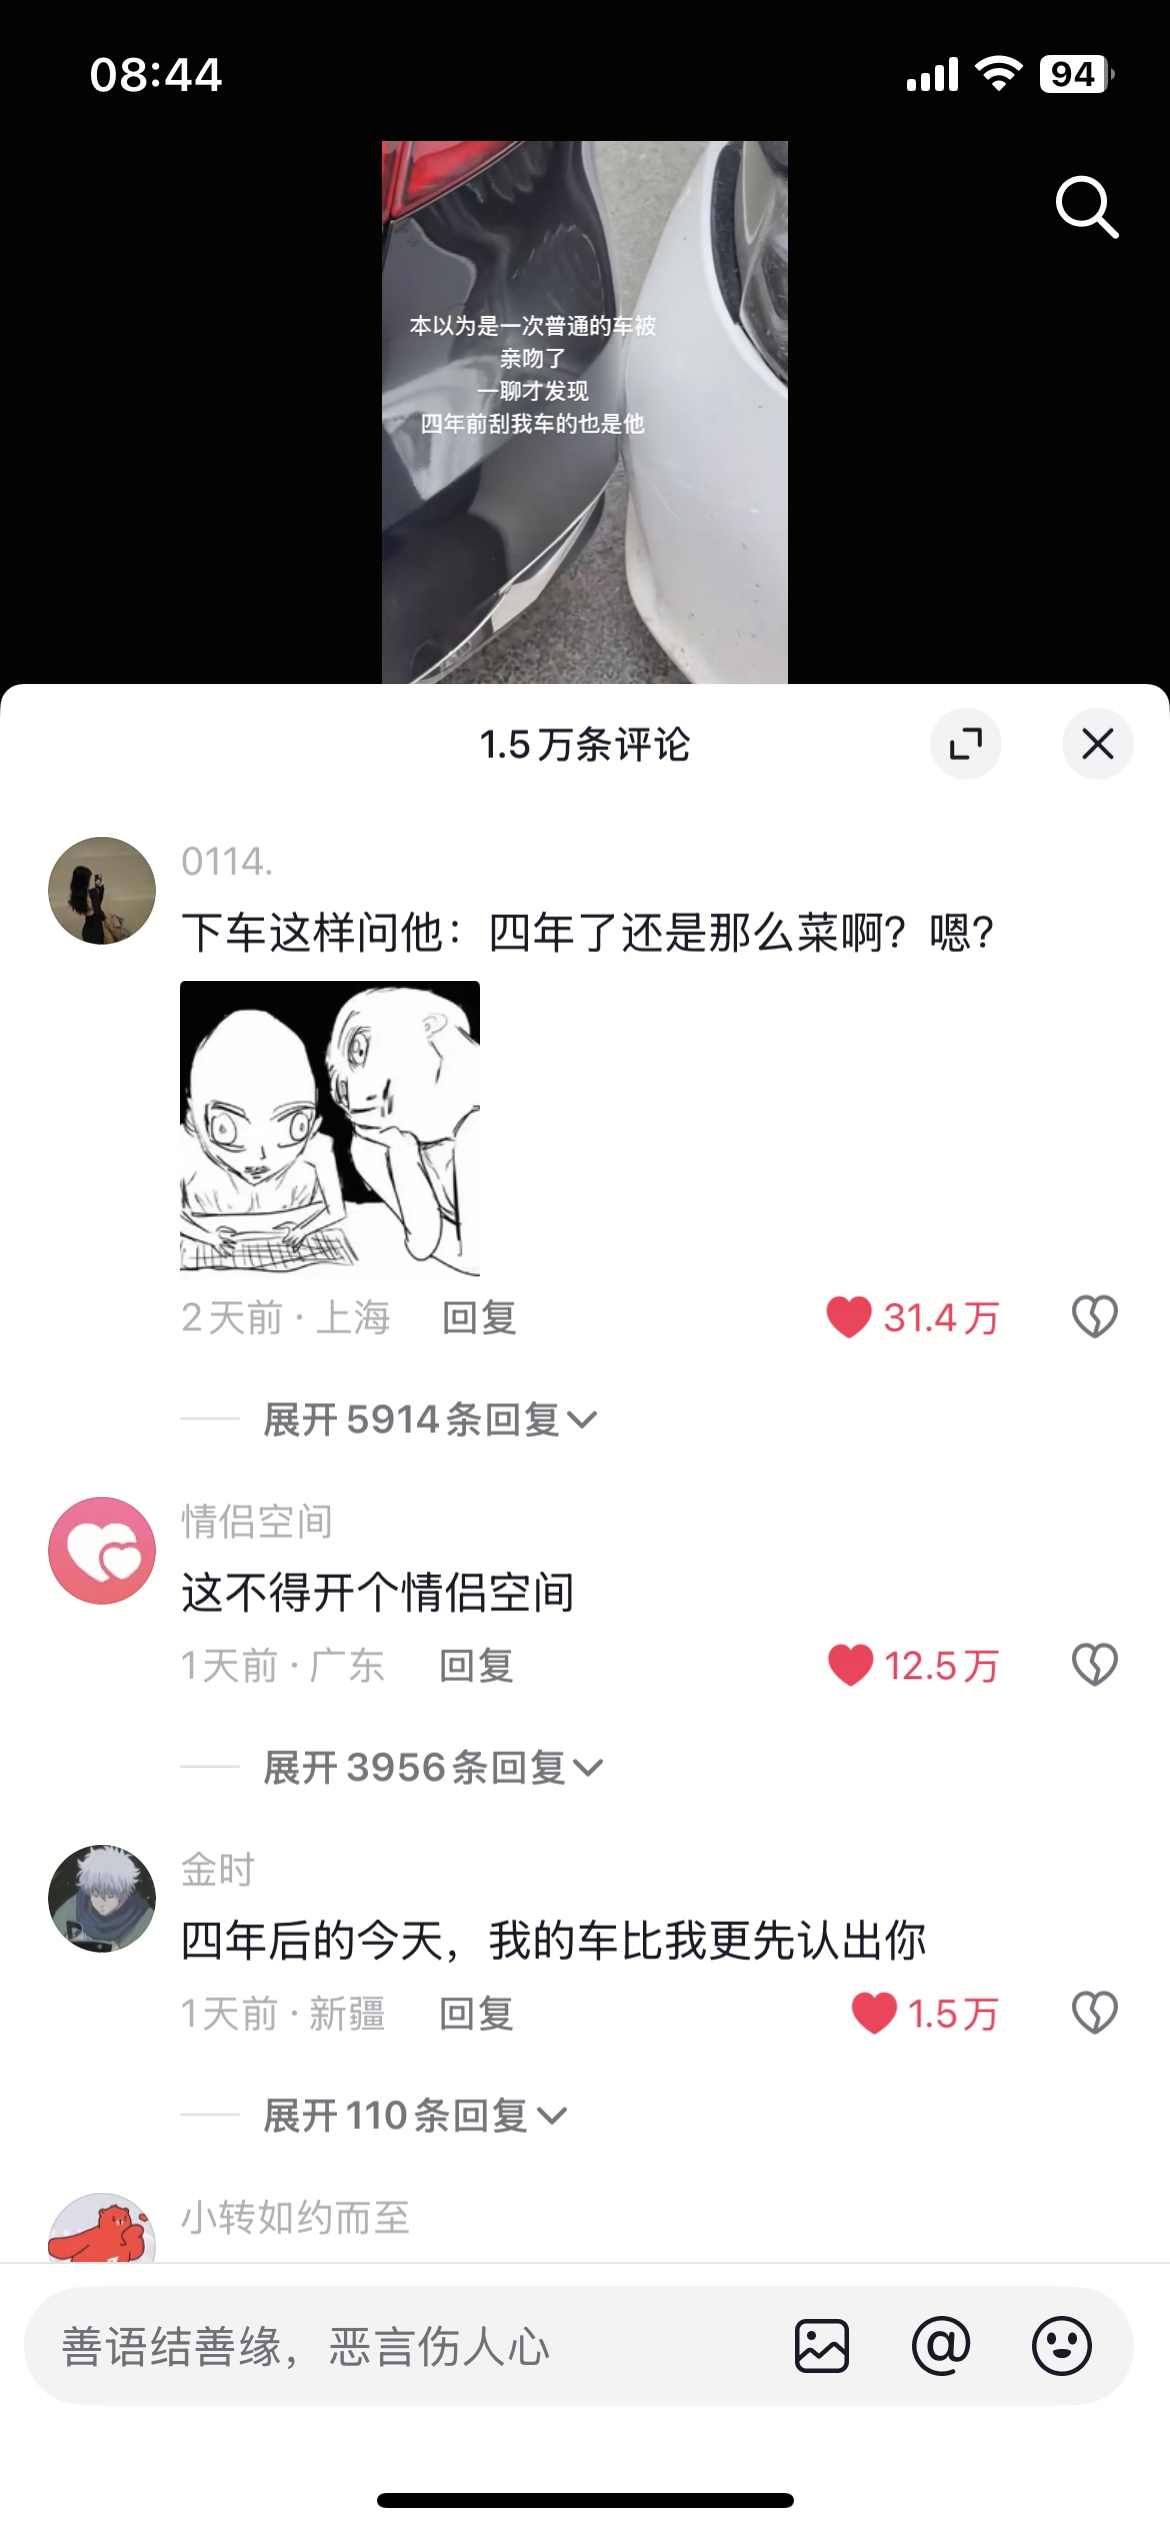 08:44
94
本以为是一次普通的车被
亲吻了
一聊才发现
四年前刮我车的也是他
1.5万条评论
0114.
下车这样问他：四年了还是那么菜啊？嗯？
2天前·上海 回复 31.4万
展开5914条回复
情侣空间
这不得开个情侣空间
1天前·广东 回复 12.5万
展开3956条回复
金时
四年后的今天，我的车比我更先认出你
1天前·新疆 回复 1.5万
展开110条回复
小转如约而至
善语结善缘，恶言伤人心